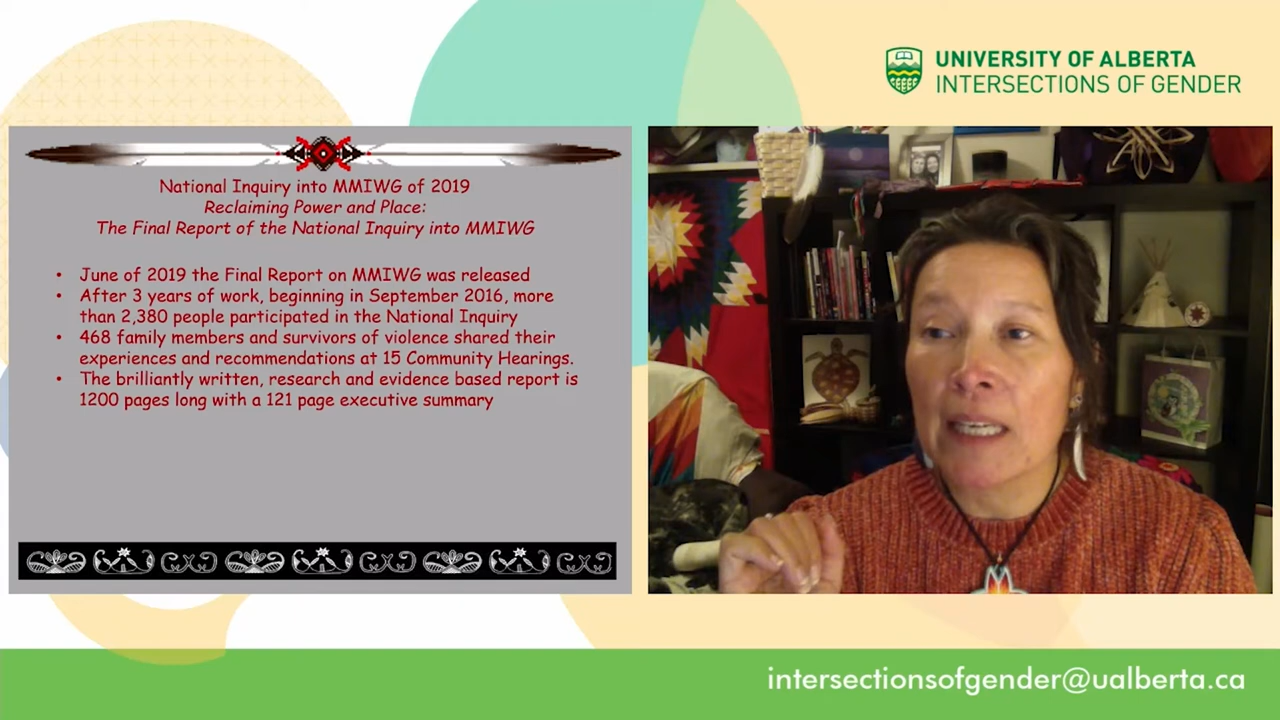 UNIVERSITY OF ALBERTA
INTERSECTIONS OF GENDER
National Inquiry into MMIWG of 2019
Reclaiming Power and Place:
The Final Report of the National Inquiry into MMIWG
• June of 2019 the Final Report on MMIWG was released
• After 3 years of work, beginning in September 2016, more
than 2,380 people participated in the National Inquiry
• 468 family members and survivors of violence shared their
experiences and recommendations at 15 Community Hearings.
• The brilliantly written, research and evidence based report is
1200 pages long with a 121 page executive summary
intersectionsofgender@ualberta.ca